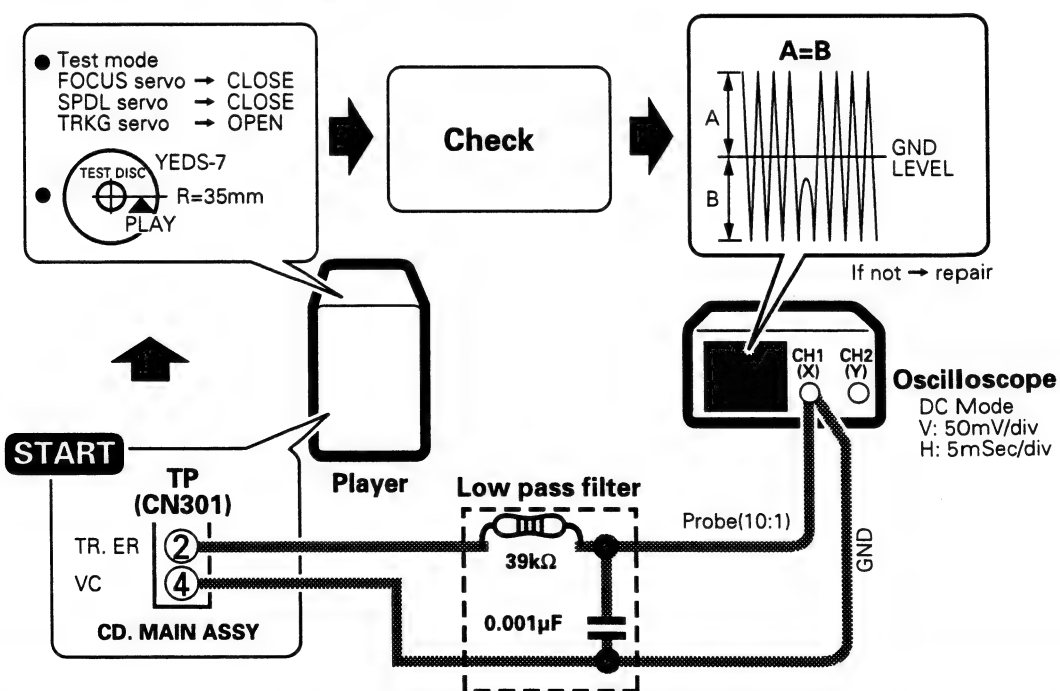 ● Test mode
FOCUS servo → CLOSE
SPDL servo → CLOSE
TRKG servo → OPEN
● TEST DISC YEDS-7
R=35mm
PLAY
Check
A=B
A
B
GND
LEVEL
If not → repair
START
TP
(CN301)
TR. ER ②
VC ④
CD. MAIN ASSY
Player
Low pass filter
39kΩ
0.001µF
Probe(10:1)
GND
CH1
(X)
CH2
(Y)
Oscilloscope
DC Mode
V: 50mV/div
H: 5mSec/div